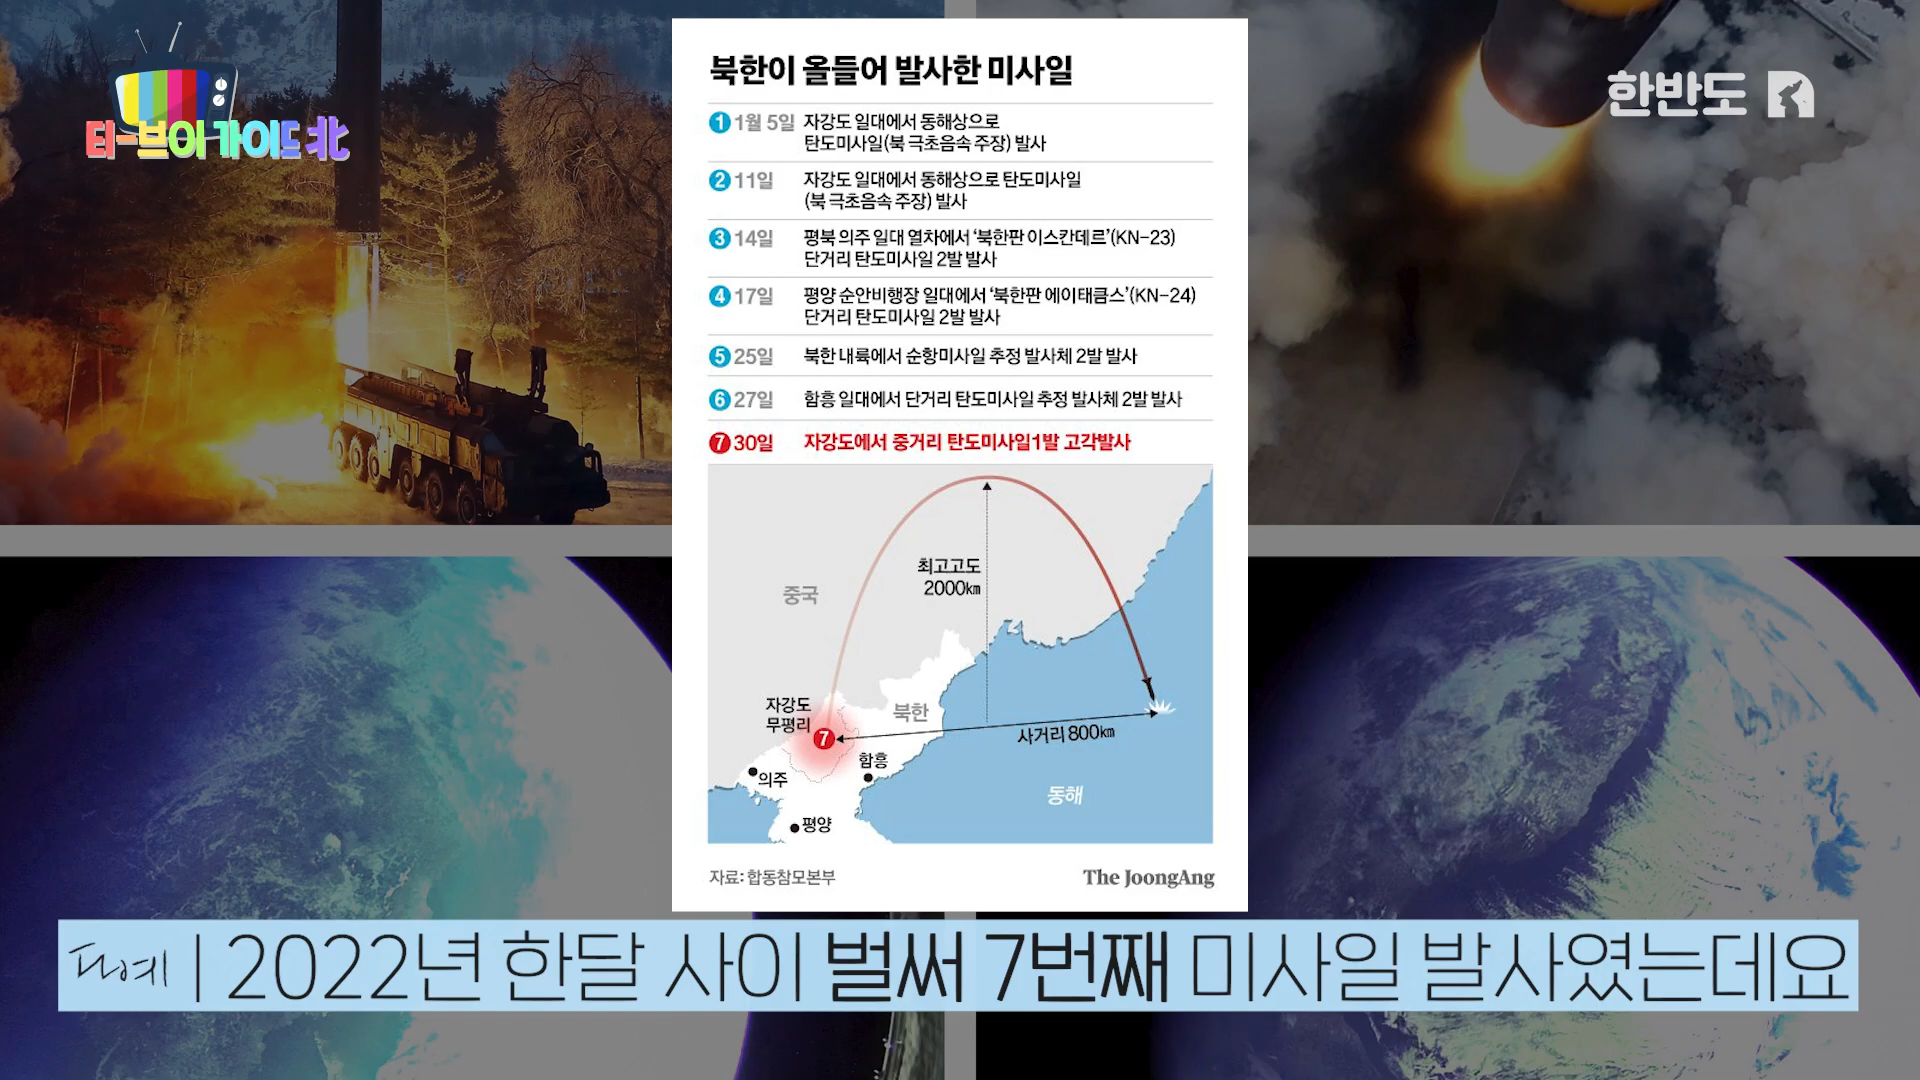 티-브이 가이드 北
한반도
북한이 올들어 발사한 미사일
1 1월 5일 자강도 일대에서 동해상으로
탄도미사일(북 극초음속 주장) 발사
2 11일 자강도 일대에서 동해상으로 탄도미사일
(북 극초음속 주장) 발사
3 14일 평북 의주 일대 열차에서 ‘북한판 이스칸데르’(KN-23)
단거리 탄도미사일 2발 발사
4 17일 평양 순안비행장 일대에서 ‘북한판 에이태큼스’(KN-24)
단거리 탄도미사일 2발 발사
5 25일 북한 내륙에서 순항미사일 추정 발사체 2발 발사
6 27일 함흥 일대에서 단거리 탄도미사일 추정 발사체 2발 발사
7 30일 자강도에서 중거리 탄도미사일1발 고각발사
최고고도
2000km
중국
자강도
무평리
7
북한
사거리 800km
함흥
의주
동해
평양
자료: 합동참모본부
The JoongAng
다예 | 2022년 한달 사이 벌써 7번째 미사일 발사였는데요